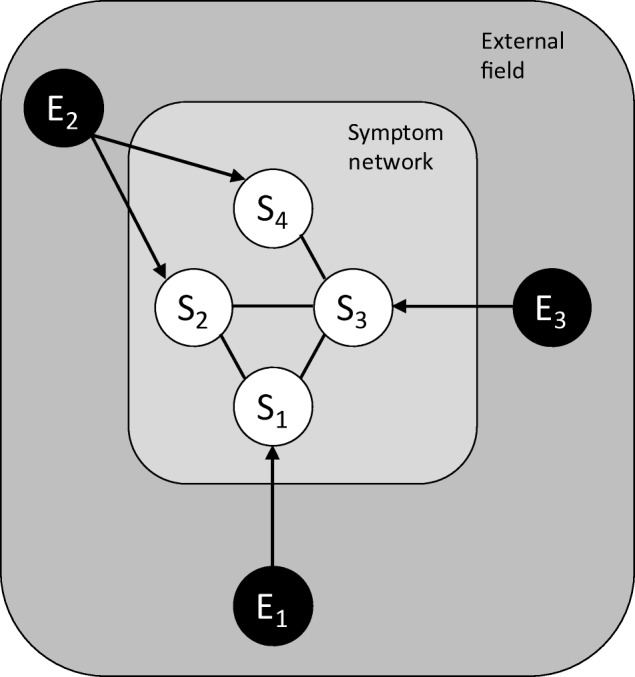 External
field
E2
Symptom
network
S4
S2
S3
E3
S1
E1